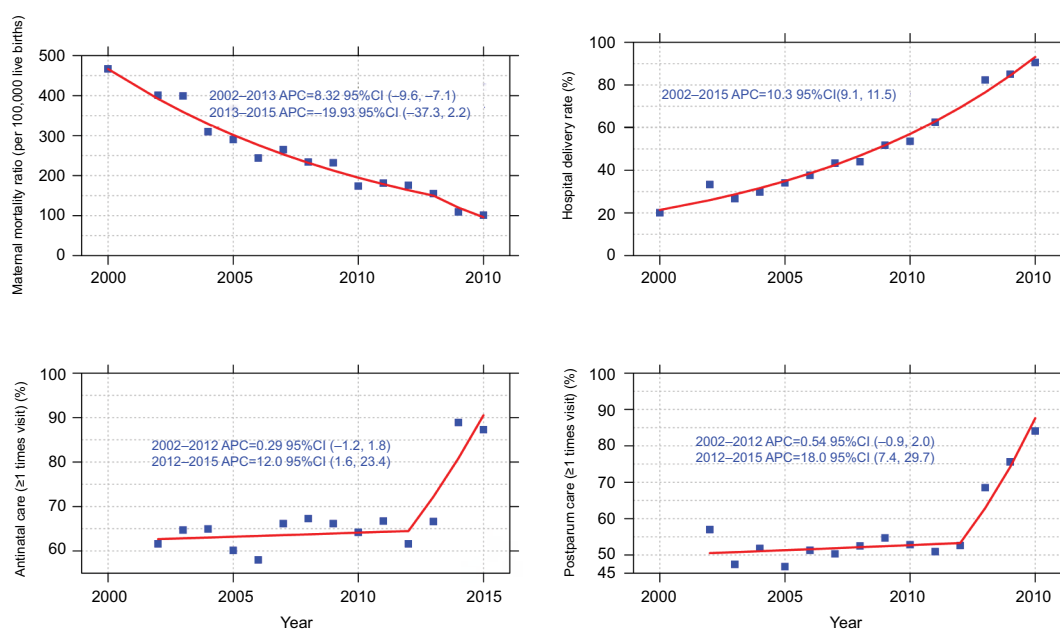 Maternal mortality ratio (per 100,000 live births)
500
400
300
200
100
0
2002–2013 APC=8.32 95%CI (–9.6, –7.1)
2013–2015 APC=–19.93 95%CI (–37.3, 2.2)
2000 2005 2010 2010
Hospital delivery rate (%)
100
80
60
40
20
0
2002–2015 APC=10.3 95%CI(9.1, 11.5)
2000 2005 2010 2010
Antinatal care (≥1 times visit) (%)
100
90
80
70
60
2002–2012 APC=0.29 95%CI (–1.2, 1.8)
2012–2015 APC=12.0 95%CI (1.6, 23.4)
2000 2005 2010 2015
Year
Postparum care (≥1 times visit) (%)
100
90
80
70
60
50
45
2002–2012 APC=0.54 95%CI (–0.9, 2.0)
2012–2015 APC=18.0 95%CI (7.4, 29.7)
2000 2005 2010 2010
Year